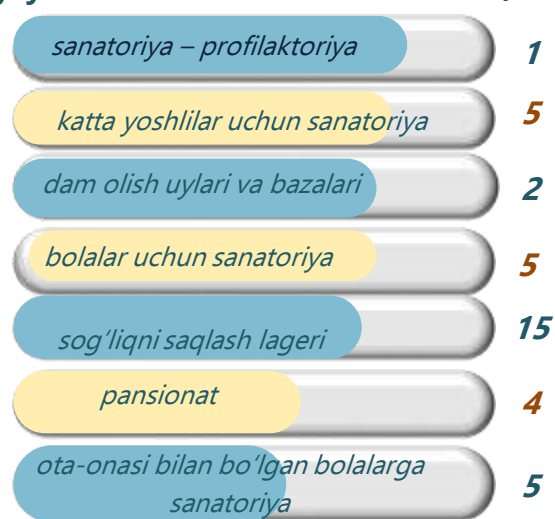 sanatoriya – profilaktoriya 1
katta yoshlilar uchun sanatoriya 5
dam olish uylari va bazalari 2
bolalar uchun sanatoriya 5
sog‘liqni saqlash lageri 15
pansionat 4
ota-onasi bilan bo‘lgan bolalarga
sanatoriya 5